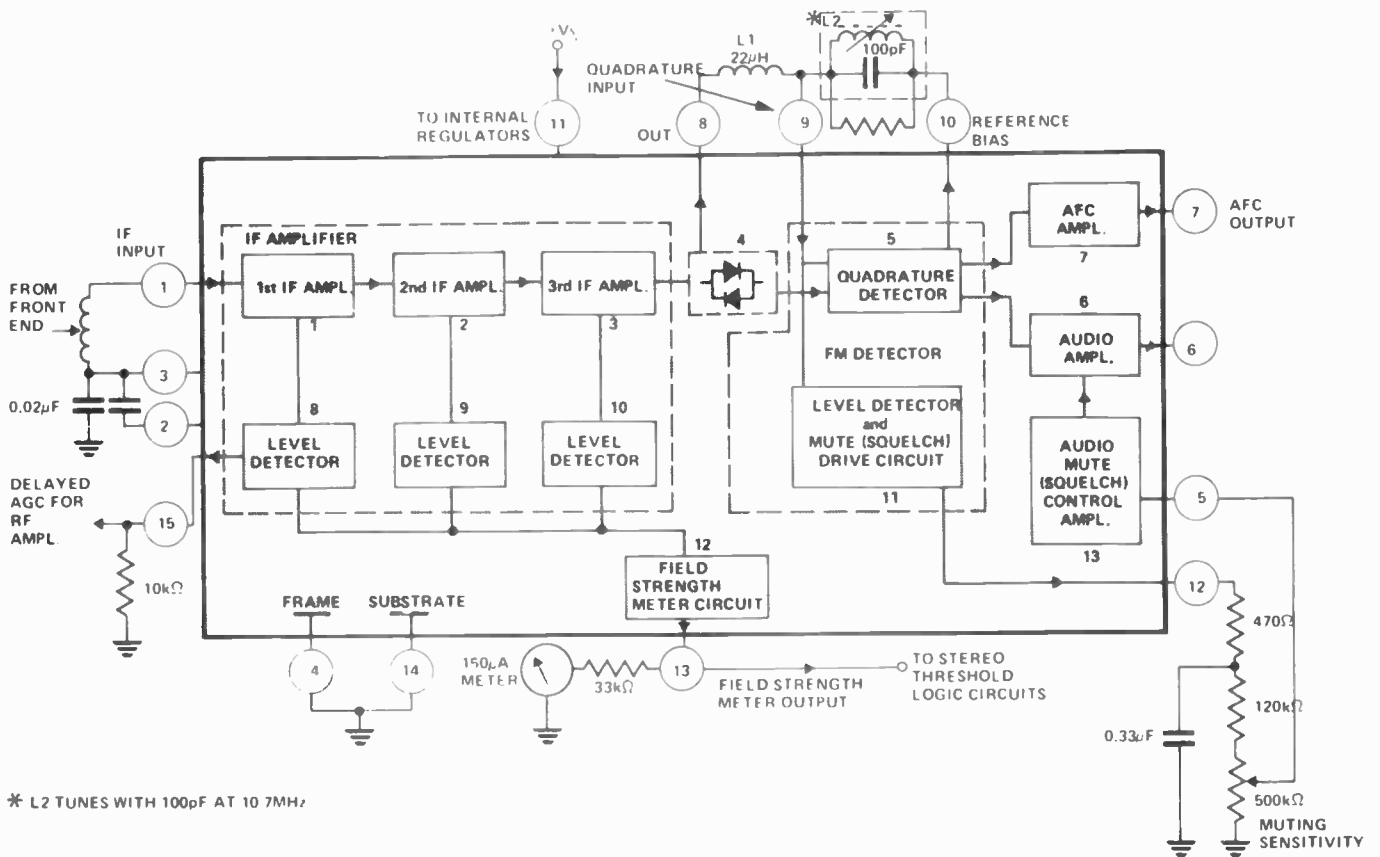 *L2
L1
22µH
100pF
QUADRATURE
INPUT
TO INTERNAL
REGULATORS
11
OUT
8
9
10
REFERENCE
BIAS
IF
INPUT
IF AMPLIFIER
4
5
AFC
AMPL.
7
7
AFC
OUTPUT
FROM
FRONT
END
1
1st IF AMPL.
1
2nd IF AMPL.
2
3rd IF AMPL.
3
QUADRATURE
DETECTOR
6
AUDIO
AMPL.
6
FM DETECTOR
3
0.02µF
2
8
LEVEL
DETECTOR
9
LEVEL
DETECTOR
10
LEVEL
DETECTOR
LEVEL DETECTOR
and
MUTE (SQUELCH)
DRIVE CIRCUIT
11
AUDIO
MUTE
(SQUELCH)
CONTROL
AMPL.
13
5
DELAYED
AGC FOR
RF
AMPL.
15
10kΩ
12
FIELD
STRENGTH
METER CIRCUIT
12
470Ω
FRAME
SUBSTRATE
4
14
150µA
METER
33kΩ
13
FIELD STRENGTH
METER OUTPUT
TO STEREO
THRESHOLD
LOGIC CIRCUITS
120kΩ
0.33µF
500kΩ
MUTING
SENSITIVITY
* L2 TUNES WITH 100pF AT 10 7MHz